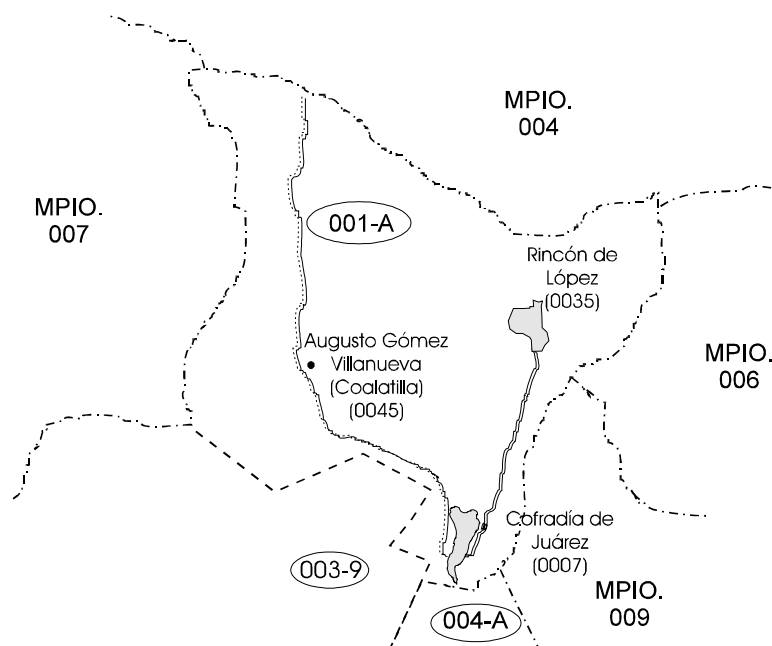 MPIO.
004
MPIO.
007
001-A
Rincón de
López
(0035)
Augusto Gómez
Villanueva
(Coalatilla)
(0045)
MPIO.
006
Cofradía de
Juárez
(0007)
003-9
MPIO.
009
004-A